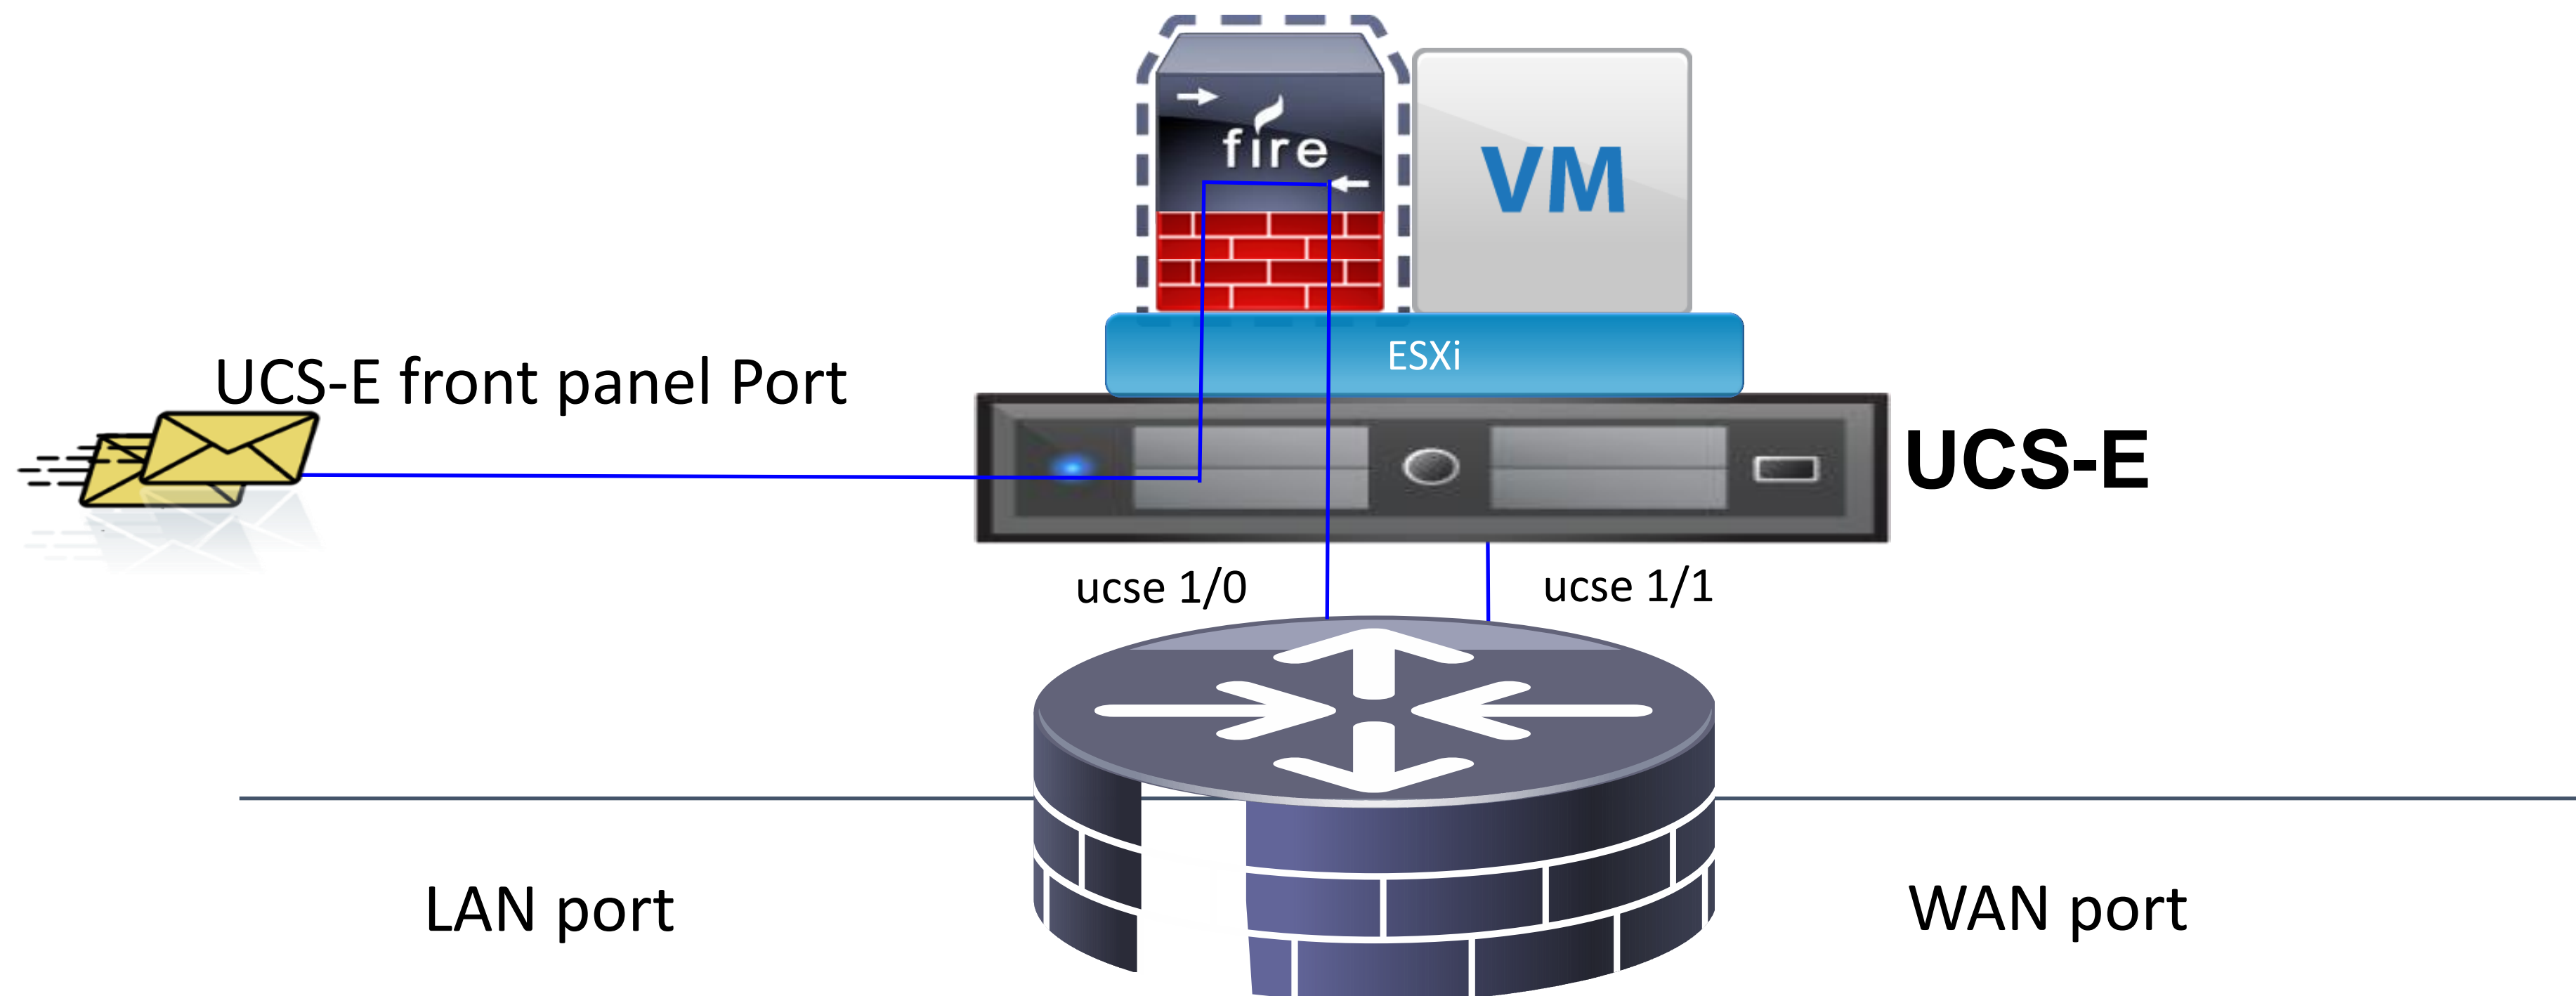 fire
VM
ESXi
UCS-E front panel Port
UCS-E
ucse 1/0
ucse 1/1
LAN port
WAN port